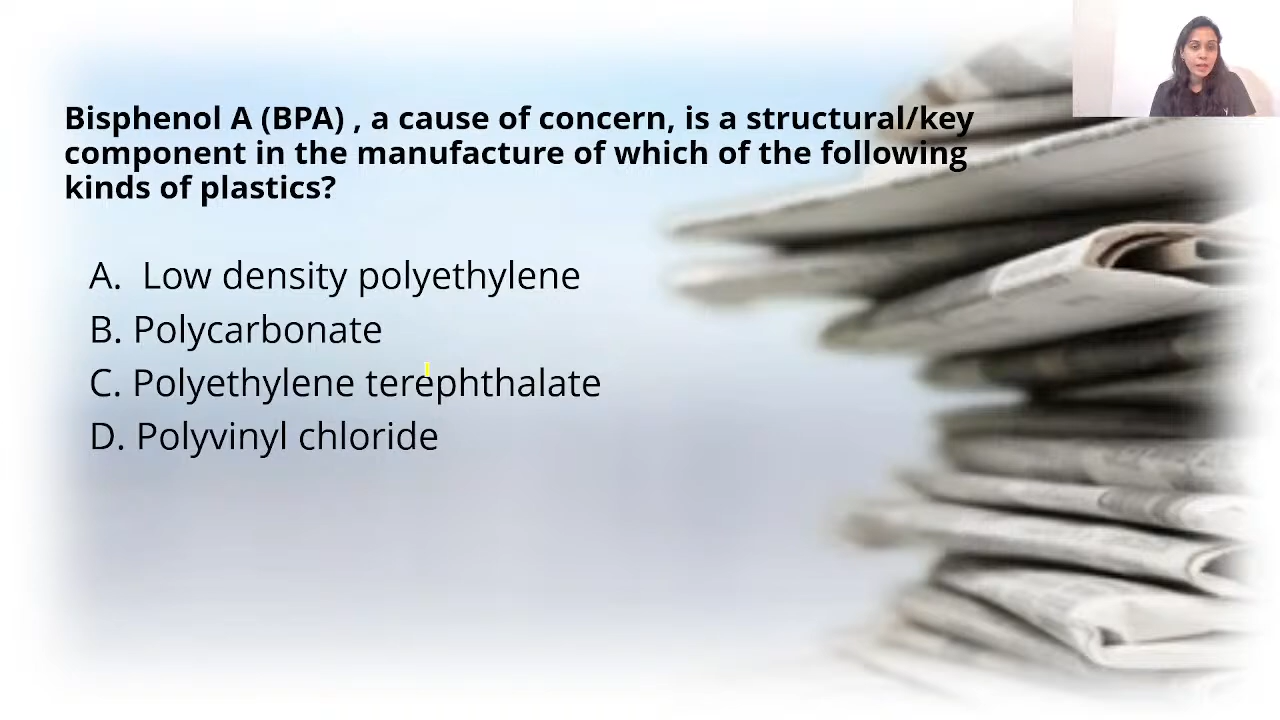 Bisphenol A (BPA) , a cause of concern, is a structural/key
component in the manufacture of which of the following
kinds of plastics?
A. Low density polyethylene
B. Polycarbonate
C. Polyethylene terephthalate
D. Polyvinyl chloride